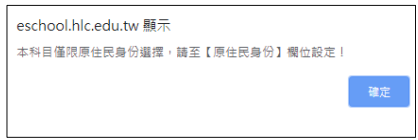 eschool.hlc.edu.tw 顯示
本科目僅限原住民身份選擇，請至【原住民身份】欄位設定！
確定